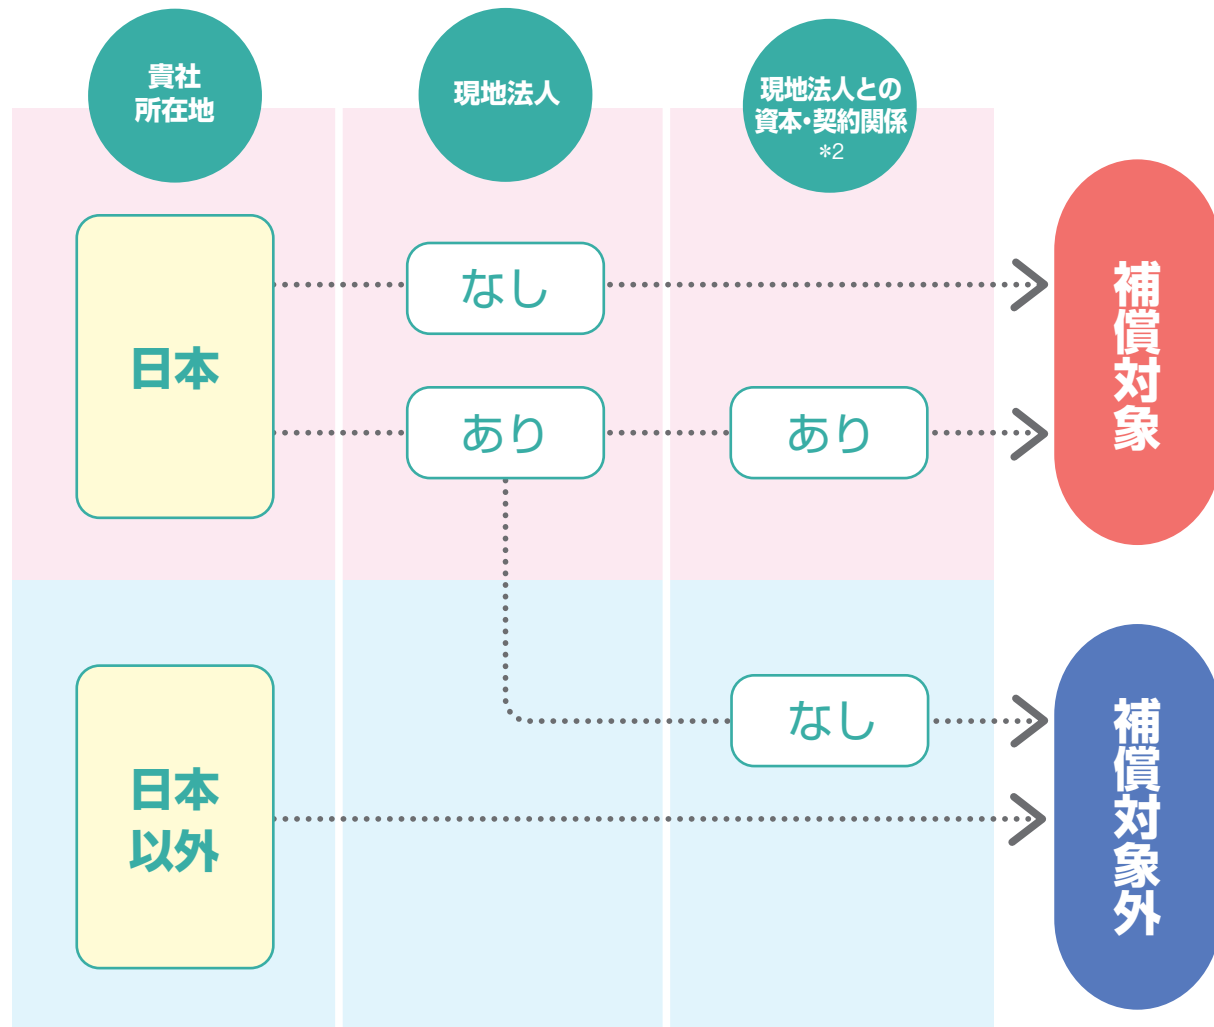 貴社
所在地
現地法人
現地法人との
資本・契約関係
*2
日本
なし
あり
あり
補償対象
日本
以外
なし
補償対象外